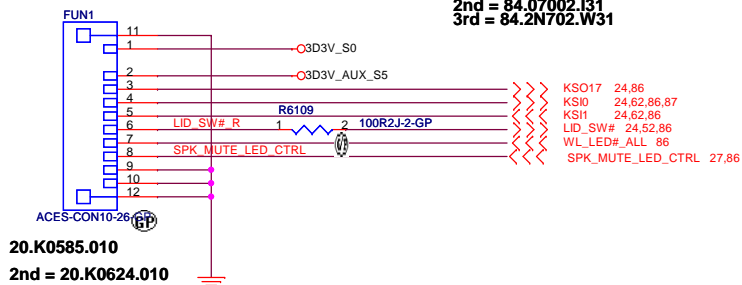 2nd = 84.07002.I31
3rd = 84.2N702.W31
FUN1
11
1
3D3V_S0
2
3D3V_AUX_S5
3
KSO17 24,86
4
KSI0 24,62,86,87
5
R6109
KSI1 24,62,86
6
LID_SW#_R
1
2
100R2J-2-GP
LID_SW# 24,52,86
7
WL_LED#_ALL 86
8
SPK_MUTE_LED_CTRL
SPK_MUTE_LED_CTRL 27,86
9
10
12
ACES-CON10-26-GP
GP
20.K0585.010
2nd = 20.K0624.010